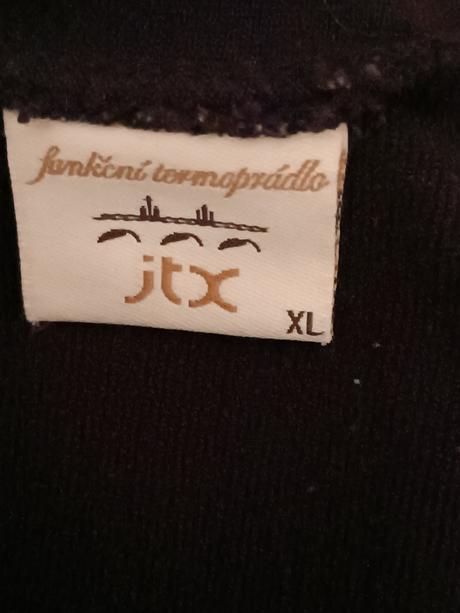 funkční termoprádlo
jtx
XL